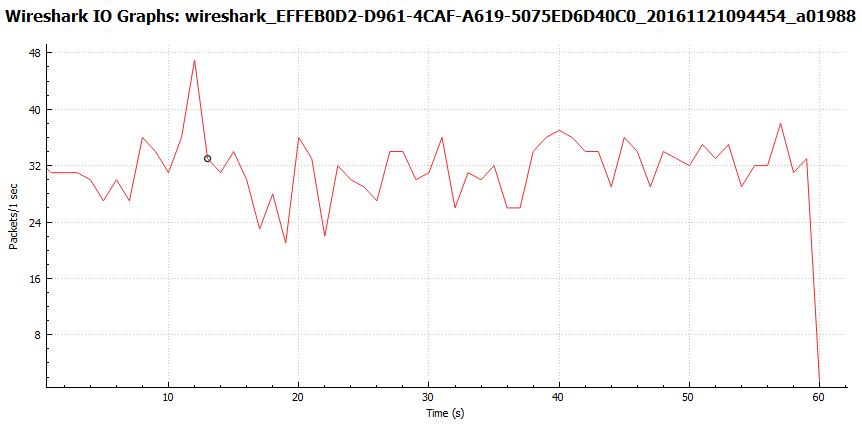 Wireshark IO Graphs: wireshark_EFFEB0D2-D961-4CAF-A619-5075ED6D40C0_20161121094454_a01988
48
40
32
24
16
8
Packets/1 sec
10 20 30 40 50 60
Time (s)